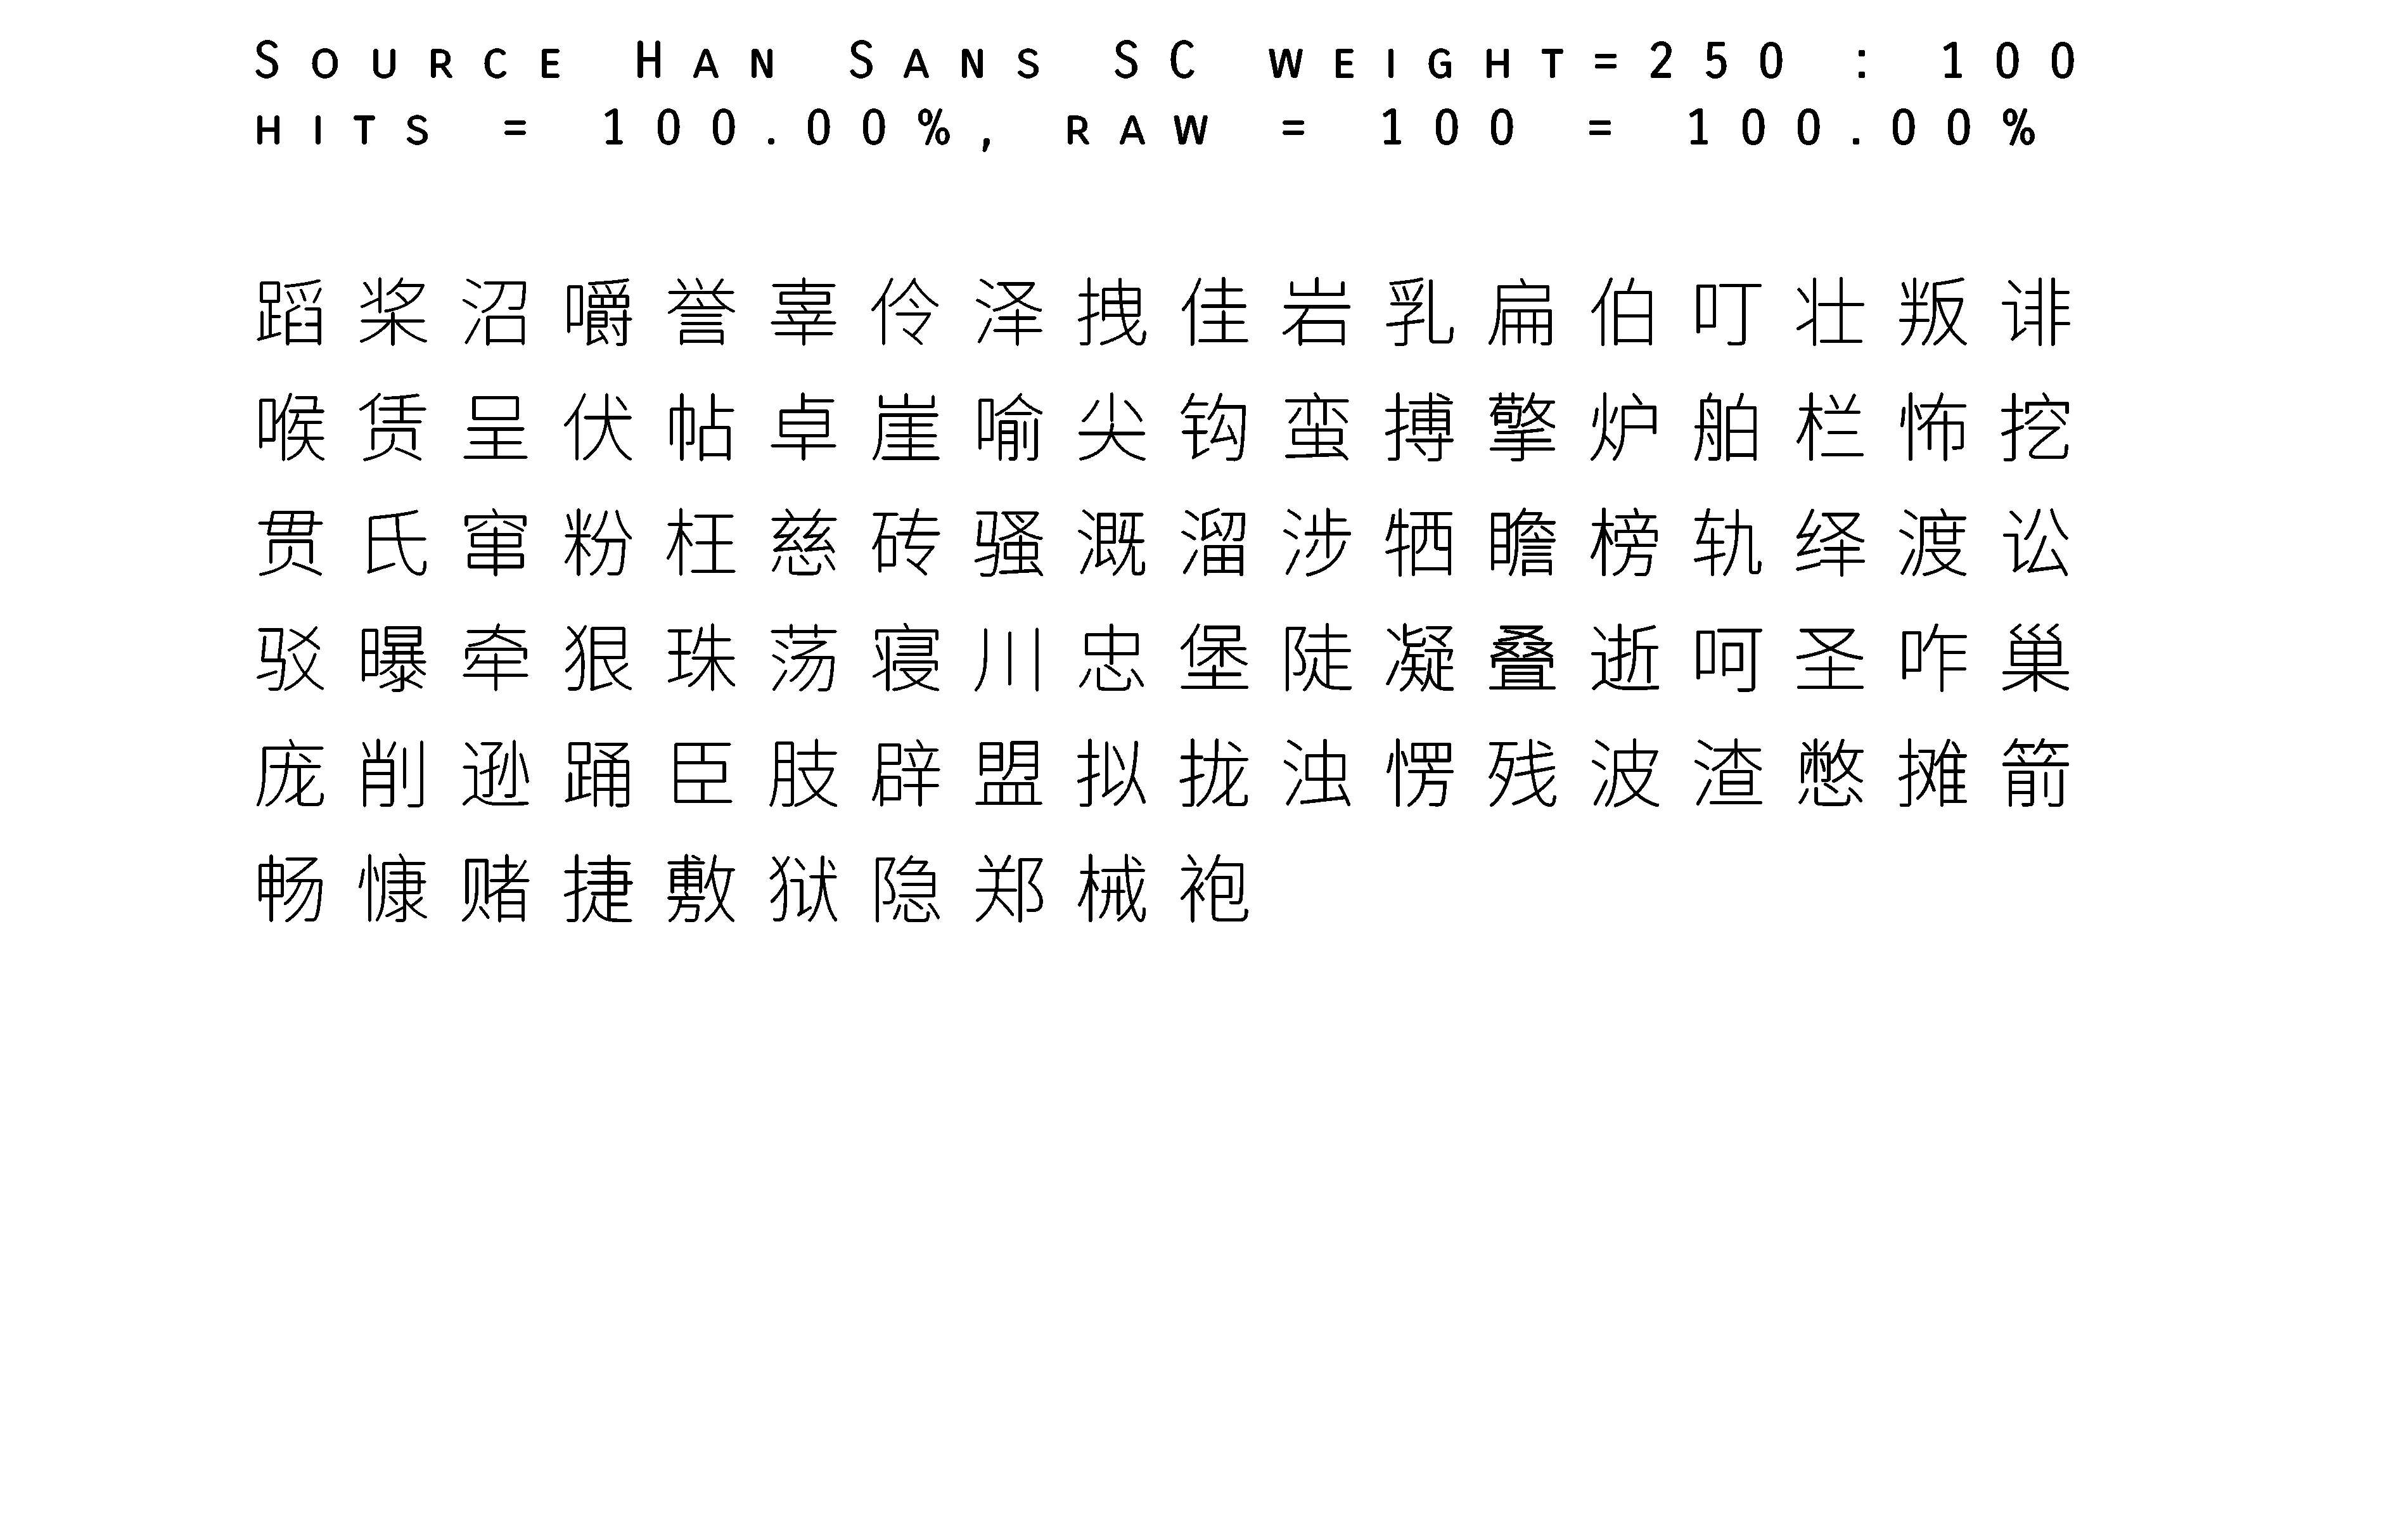 Source Han Sans SC weight=250 : 100
hits = 100.00%, raw = 100 = 100.00%
蹈桨沼嚼誉辜伶泽拽佳岩乳扁伯叮壮叛诽
喉赁呈伏帖卓崖喻尖钩蛮搏擎炉舶栏怖挖
贯氏窜粉枉慈砖骚溉溜涉牺瞻榜轨绎渡讼
驳曝牵狠珠荡寝川忠堡陡凝叠逝呵圣咋巢
庞削逊踊臣肢辟盟拟拢浊愕残波渣憋摊箭
畅慷赌捷敷狱隐郑械袍